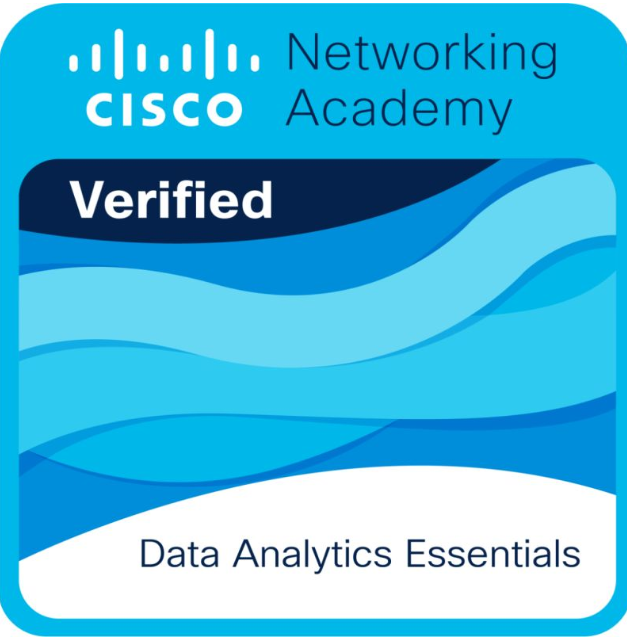 CISCO
Networking
Academy
Verified
Data Analytics Essentials